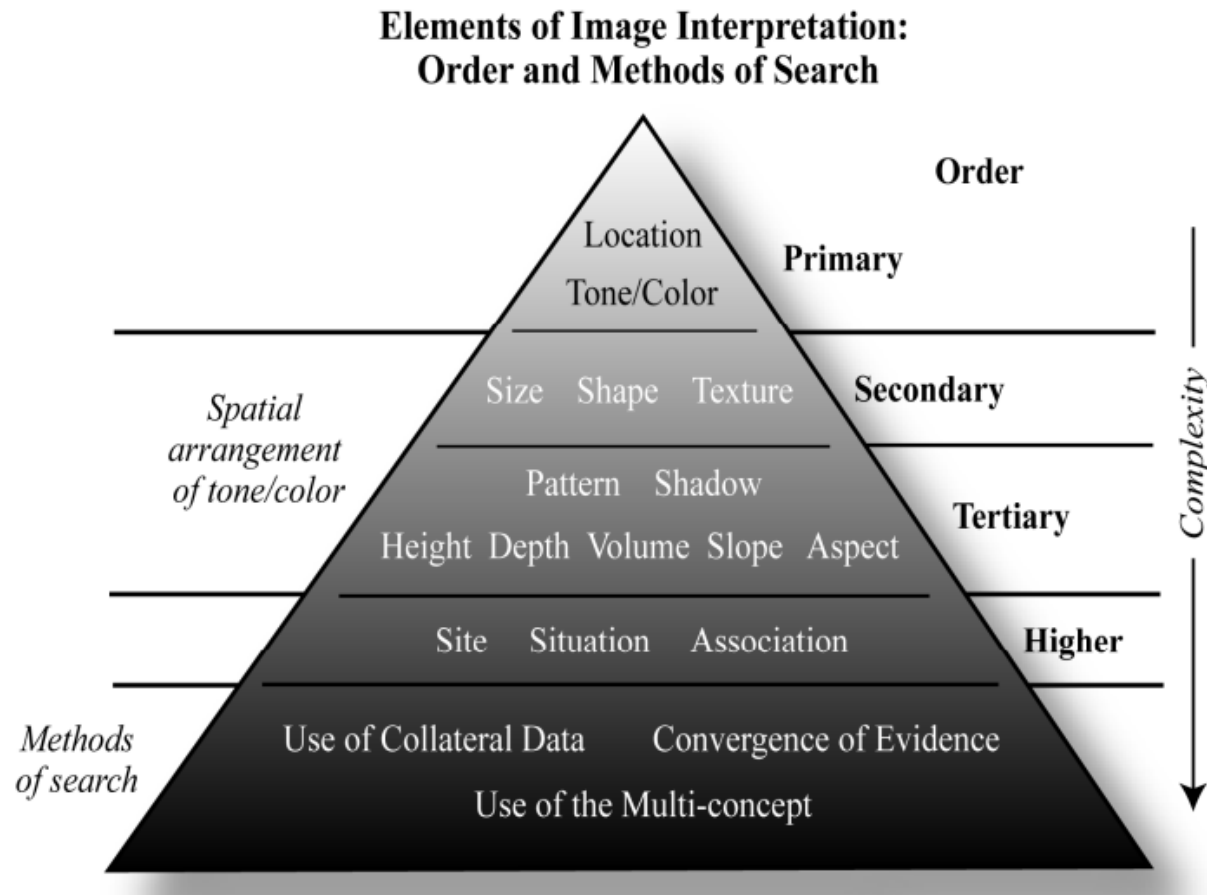 Elements of Image Interpretation:
Order and Methods of Search
Order
Location
Primary
Tone/Color
Size Shape Texture
Secondary
Spatial
arrangement
of tone/color
Pattern Shadow
Tertiary
Height Depth Volume Slope Aspect
Complexity
Site Situation Association
Higher
Methods
of search
Use of Collateral Data Convergence of Evidence
Use of the Multi-concept